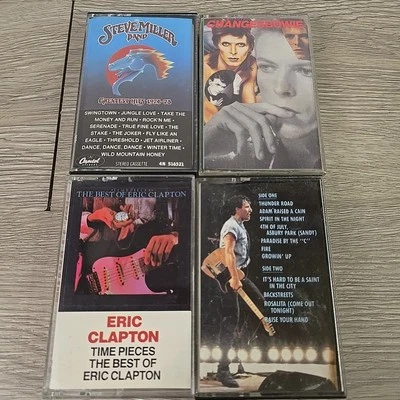 STEVE MILLER
BAND
GREATEST HITS 1974-78
SWINGTOWN • JUNGLE LOVE • TAKE THE
MONEY AND RUN • ROCK'N ME •
SERENADE • TRUE FINE LOVE • THE
STAKE • THE JOKER • FLY LIKE AN
EAGLE • THRESHOLD • JET AIRLINER •
DANCE, DANCE, DANCE • WINTER TIME •
WILD MOUNTAIN HONEY
Capitol
STEREO CASSETTE
4N 516321
CHANGESBOWIE
THE BEST OF ERIC CLAPTON
ERIC
CLAPTON
TIME PIECES
THE BEST OF
ERIC CLAPTON
SIDE ONE
THUNDER ROAD
ADAM RAISED A CAIN
SPIRIT IN THE NIGHT
4TH OF JULY,
ASBURY PARK (SANDY)
PARADISE BY THE "C"
FIRE
GROWIN' UP
SIDE TWO
IT'S HARD TO BE A SAINT
IN THE CITY
BACKSTREETS
ROSALITA (COME OUT
TONIGHT)
RAISE YOUR HAND